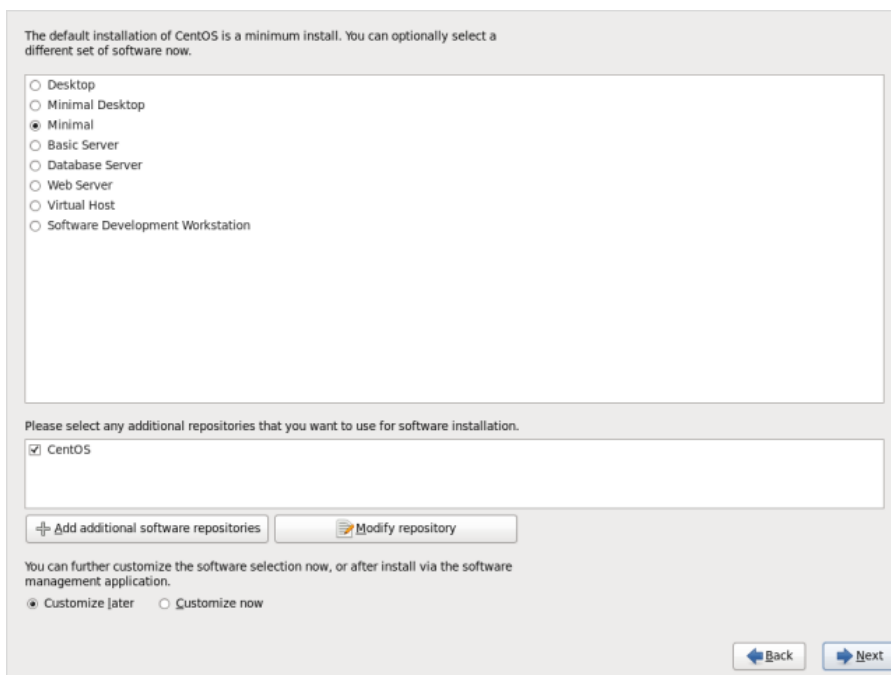 The default installation of CentOS is a minimum install. You can optionally select a
different set of software now.
Desktop
Minimal Desktop
Minimal
Basic Server
Database Server
Web Server
Virtual Host
Software Development Workstation
Please select any additional repositories that you want to use for software installation.
CentOS
Add additional software repositories
Modify repository
You can further customize the software selection now, or after install via the software
management application.
Customize later
Customize now
Back
Next